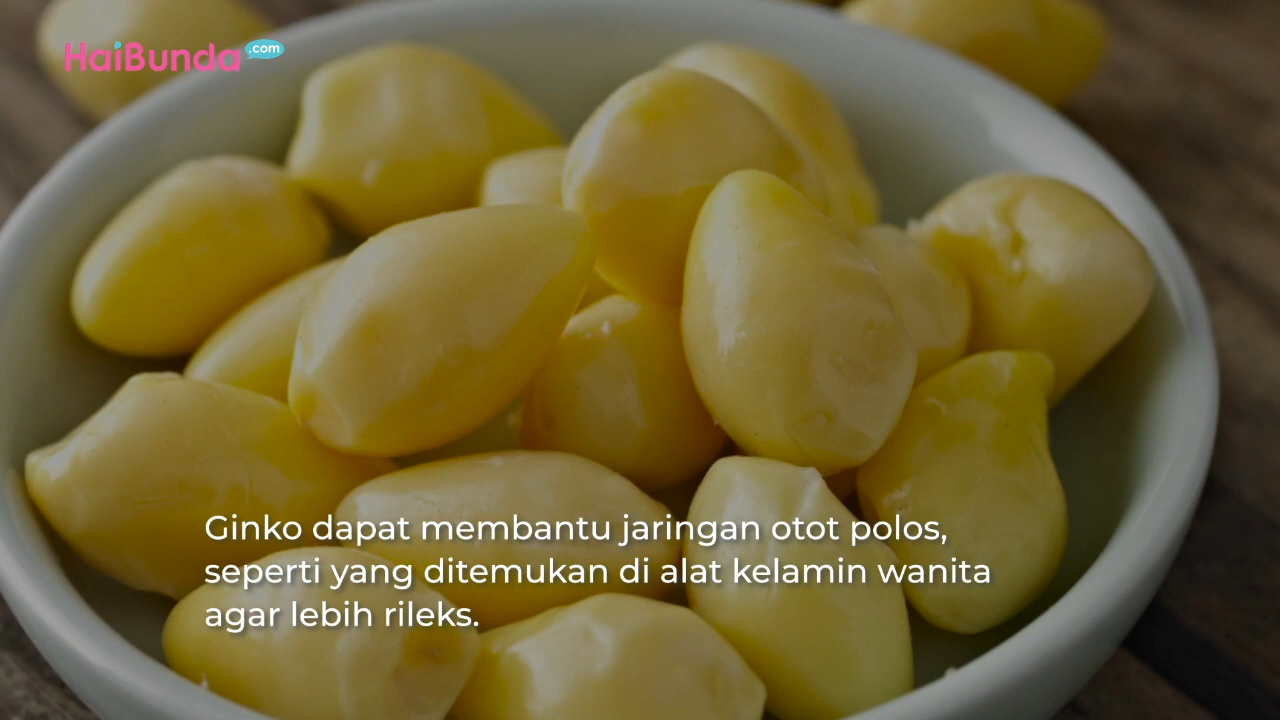 HaiBunda.com
Ginko dapat membantu jaringan otot polos,
seperti yang ditemukan di alat kelamin wanita
agar lebih rileks.